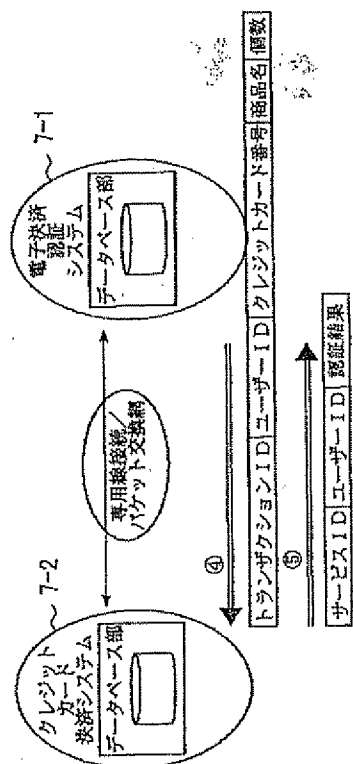 クレジット
カード
決済システム
データベース部
7-2
専用線接続/
パケット交換網
電子決済
認証
システム
データベース部
7-1
④
トランザクションID ユーザーID クレジットカード番号 商品名 個数
⑤
サービスID ユーザーID 認証結果